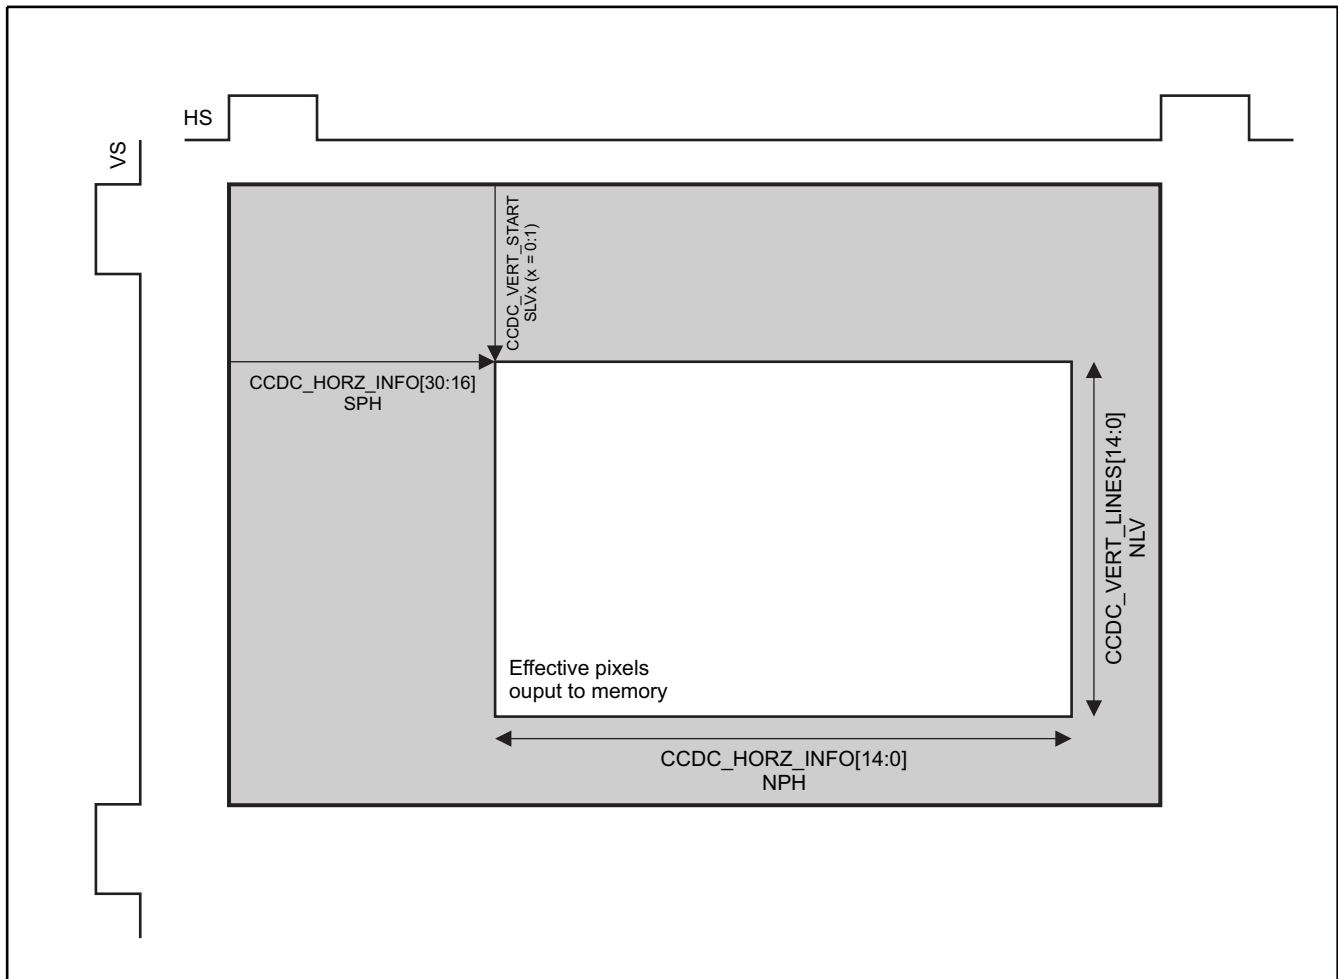 HS
VS
CCDC_VERT_START
SLVx (x = 0:1)
CCDC_HORZ_INFO[30:16]
SPH
CCDC_VERT_LINES[14:0]
NLV
Effective pixels
ouput to memory
CCDC_HORZ_INFO[14:0]
NPH